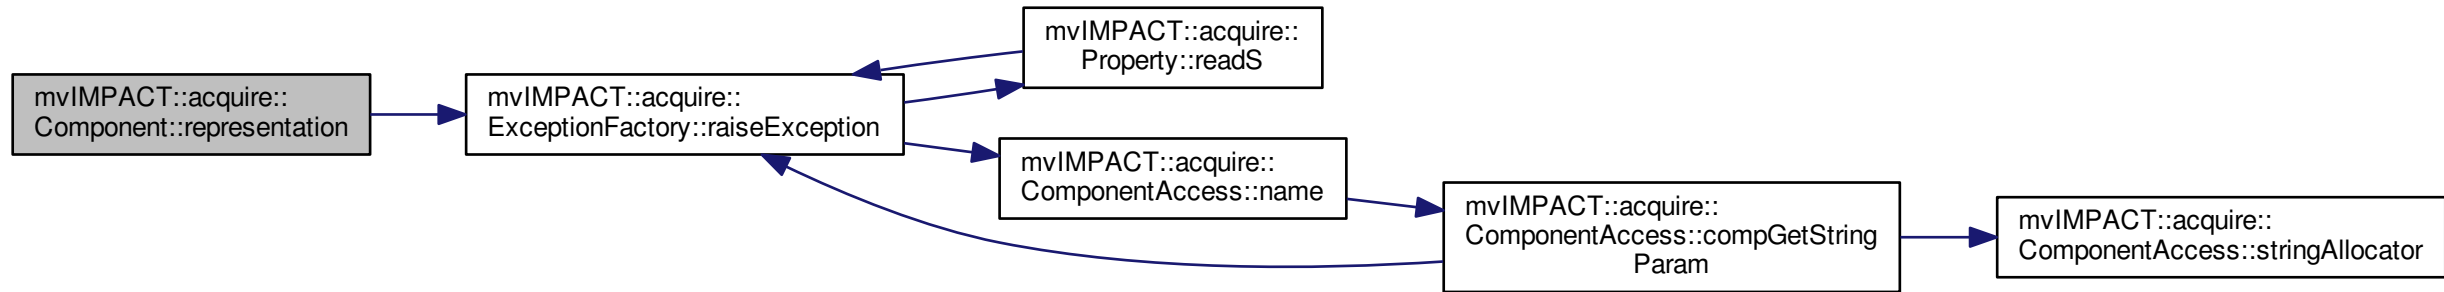 mvIMPACT::acquire::
Component::representation
mvIMPACT::acquire::
ExceptionFactory::raiseException
mvIMPACT::acquire::
Property::readS
mvIMPACT::acquire::
ComponentAccess::name
mvIMPACT::acquire::
ComponentAccess::compGetString
Param
mvIMPACT::acquire::
ComponentAccess::stringAllocator